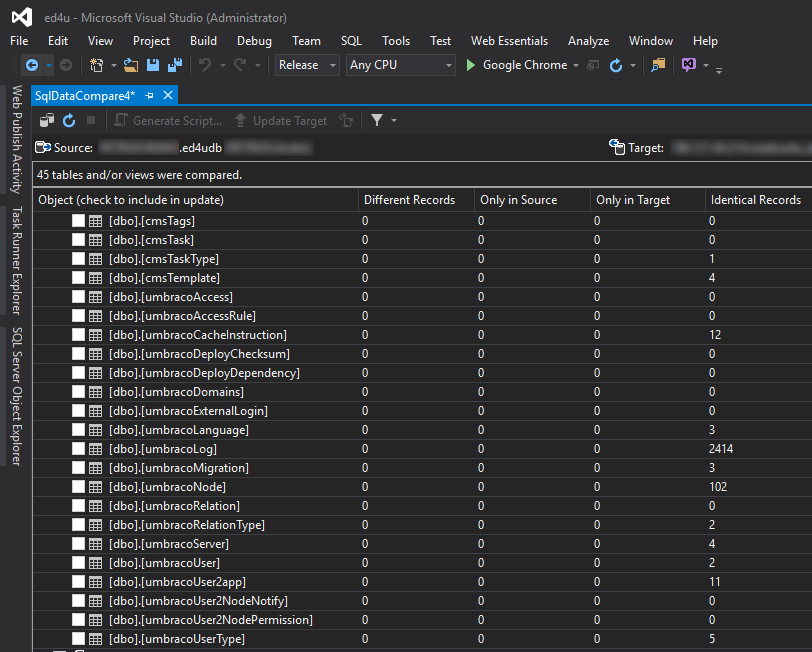 ed4u - Microsoft Visual Studio (Administrator)
File Edit View Project Build Debug Team SQL Tools Test Web Essentials Analyze Window Help
Release Any CPU Google Chrome
Web Publish Activity
Task Runner Explorer
SQL Server Object Explorer
SqlDataCompare4*
Generate Script... Update Target
Source: .ed4udb Target:
45 tables and/or views were compared.
Object (check to include in update) Different Records Only in Source Only in Target Identical Records
[dbo].[cmsTags] 0 0 0 0
[dbo].[cmsTask] 0 0 0 0
[dbo].[cmsTaskType] 0 0 0 1
[dbo].[cmsTemplate] 0 0 0 4
[dbo].[umbracoAccess] 0 0 0 0
[dbo].[umbracoAccessRule] 0 0 0 0
[dbo].[umbracoCacheInstruction] 0 0 0 12
[dbo].[umbracoDeployChecksum] 0 0 0 0
[dbo].[umbracoDeployDependency] 0 0 0 0
[dbo].[umbracoDomains] 0 0 0 0
[dbo].[umbracoExternalLogin] 0 0 0 0
[dbo].[umbracoLanguage] 0 0 0 3
[dbo].[umbracoLog] 0 0 0 2414
[dbo].[umbracoMigration] 0 0 0 3
[dbo].[umbracoNode] 0 0 0 102
[dbo].[umbracoRelation] 0 0 0 0
[dbo].[umbracoRelationType] 0 0 0 2
[dbo].[umbracoServer] 0 0 0 4
[dbo].[umbracoUser] 0 0 0 2
[dbo].[umbracoUser2app] 0 0 0 11
[dbo].[umbracoUser2NodeNotify] 0 0 0 0
[dbo].[umbracoUser2NodePermission] 0 0 0 0
[dbo].[umbracoUserType] 0 0 0 5